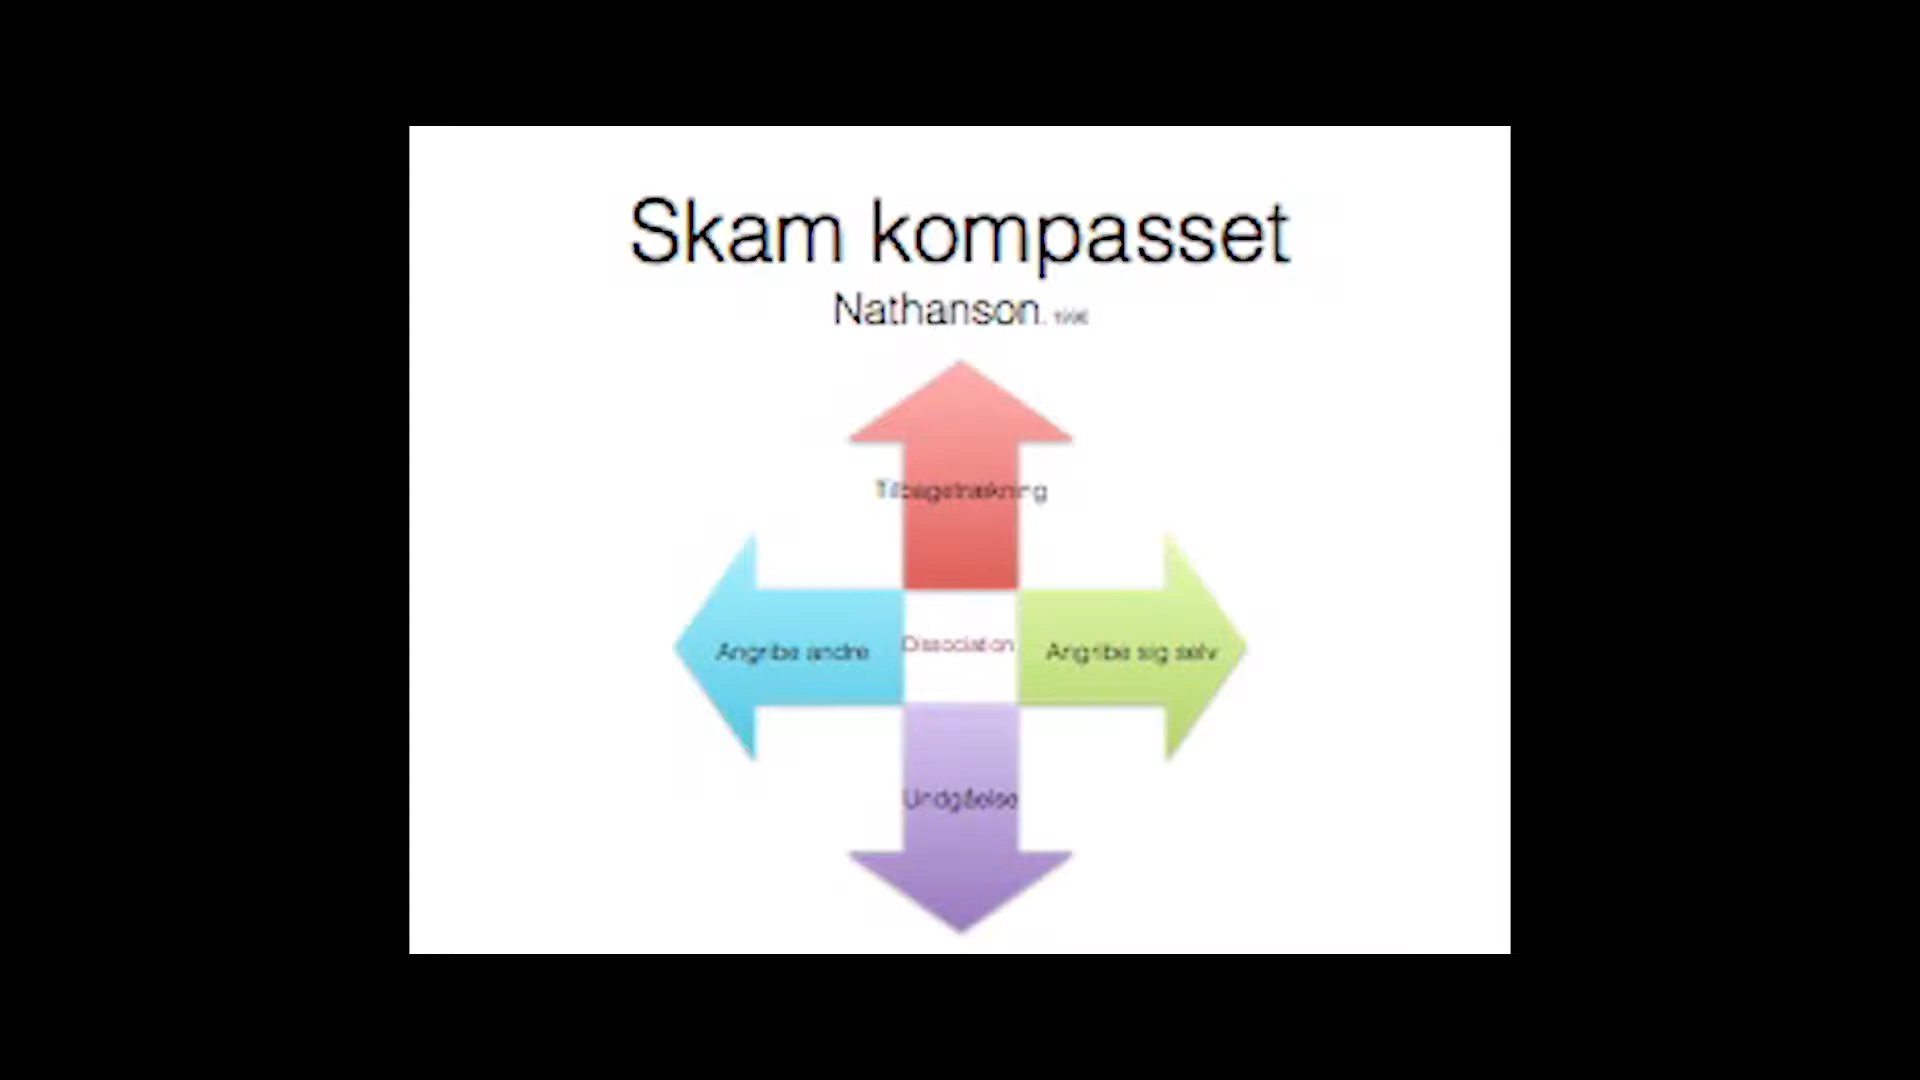 Skam kompasset
Nathanson.
Tilbagetrækning
Angribe andre
Dissociation
Angribe sig selv
Undgåelse